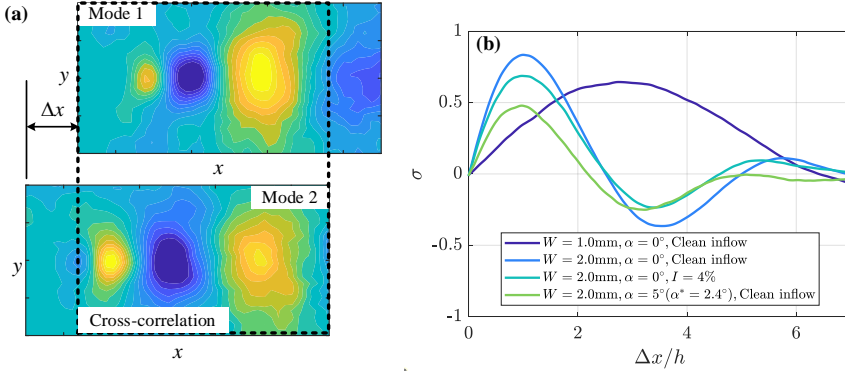 (a)
Mode 1
y
Δx
x
Mode 2
y
Cross-correlation
x
(b)
1
0.5
0
-0.5
-1
σ
W = 1.0mm, α = 0°, Clean inflow
W = 2.0mm, α = 0°, Clean inflow
W = 2.0mm, α = 0°, I = 4%
W = 2.0mm, α = 5°(α* = 2.4°), Clean inflow
0 2 4 6
Δx/h